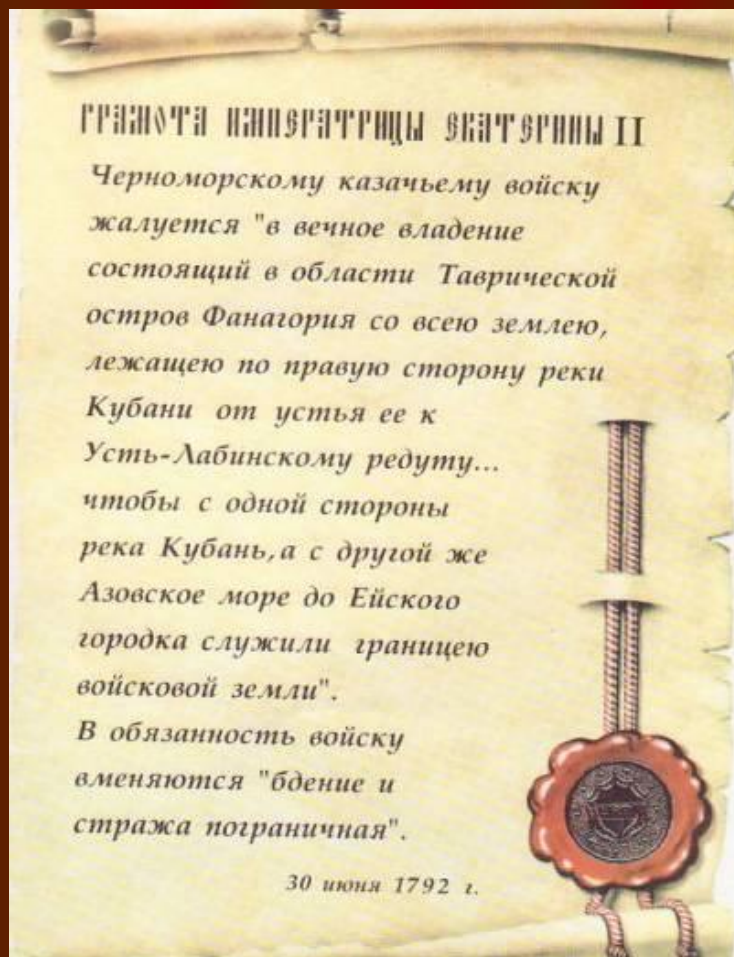 ГРАМОТА ИМПЕРАТРИЦЫ ЕКАТЕРИНЫ II
Черноморскому казачьему войску
жалуется "в вечное владение
состоящий в области Таврической
остров Фанагория со всею землею,
лежащею по правую сторону реки
Кубани от устья ее к
Усть-Лабинскому редуту...
чтобы с одной стороны
река Кубань, а с другой же
Азовское море до Ейского
городка служили границею
войсковой земли".
В обязанность войску
вменяются "бдение и
стража пограничная".
30 июня 1792 г.